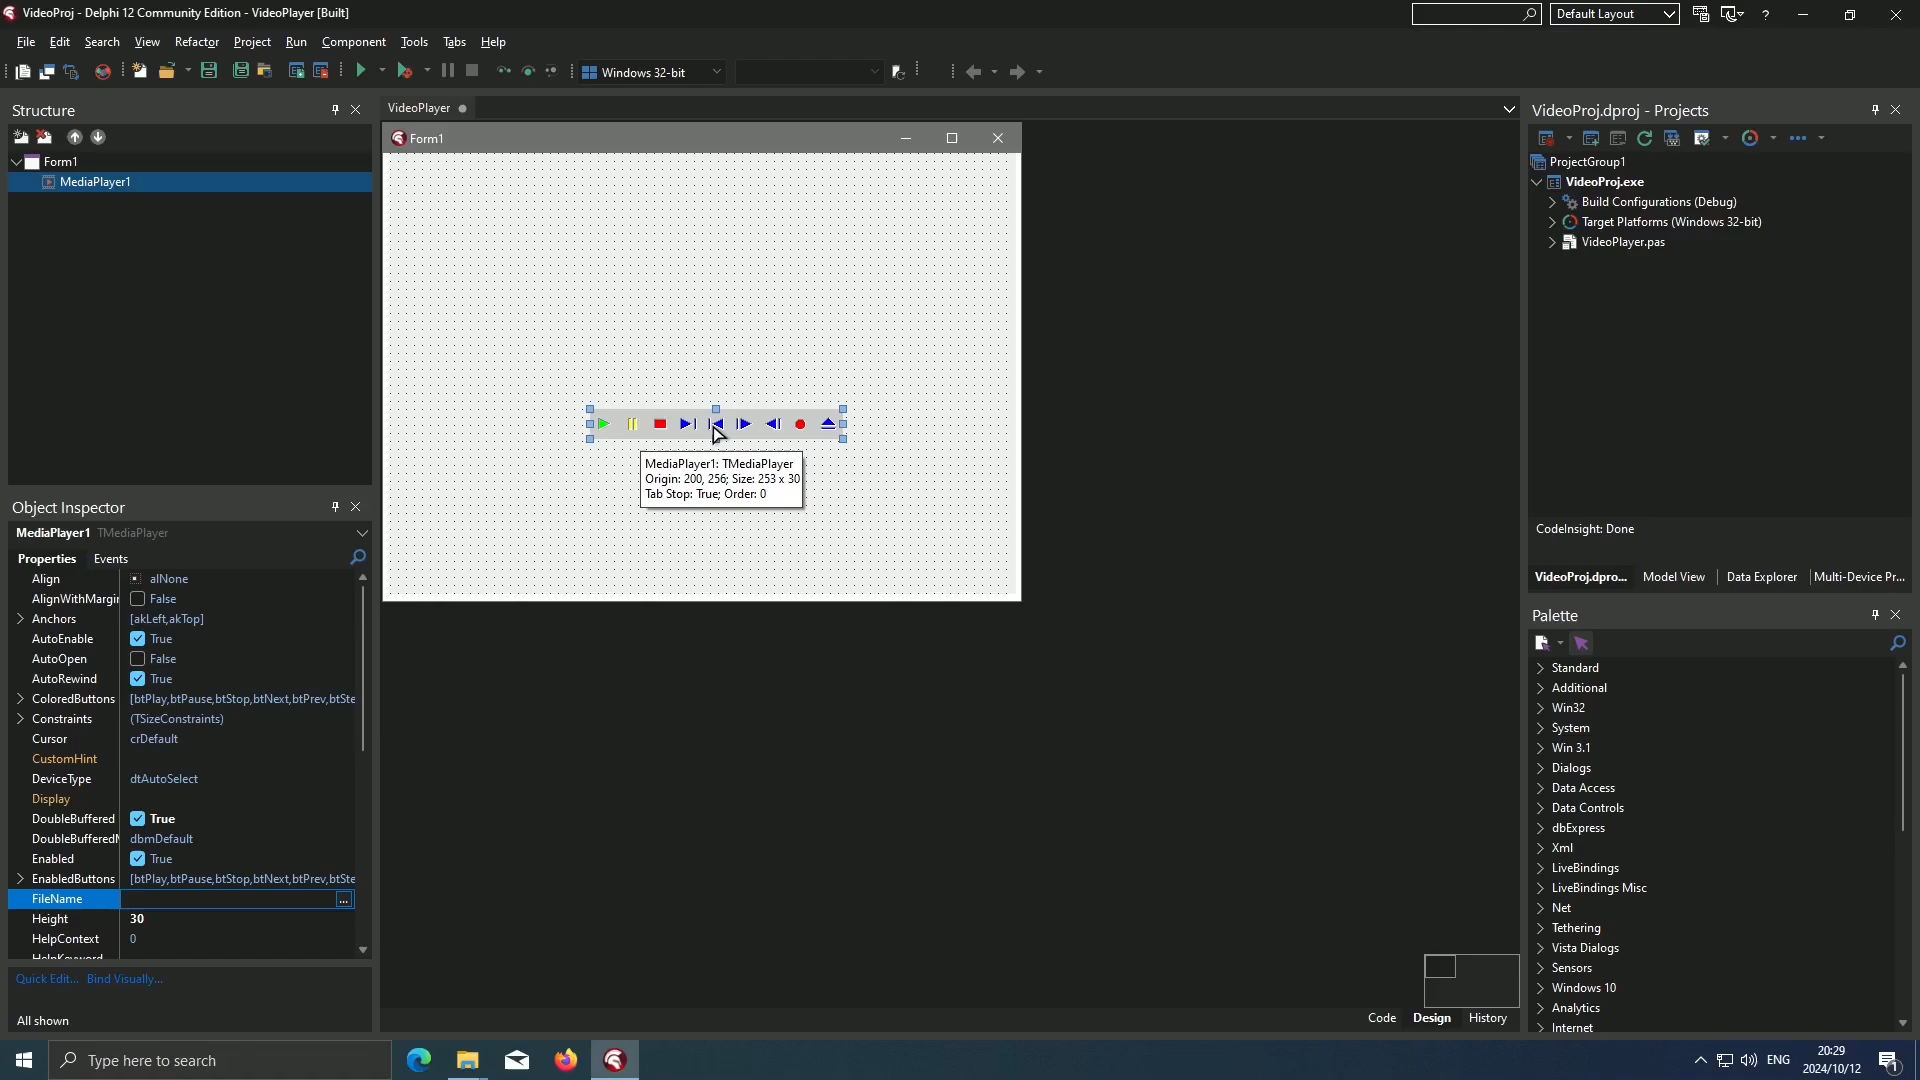 VideoProj - Delphi 12 Community Edition - VideoPlayer [Built]
Default Layout
?
File Edit Search View Refactor Project Run Component Tools Tabs Help
Windows 32-bit
Structure
Form1
MediaPlayer1
VideoPlayer
Form1
MediaPlayer1: TMediaPlayer
Origin: 200, 256; Size: 253 x 30
Tab Stop: True; Order: 0
Object Inspector
MediaPlayer1 TMediaPlayer
Properties Events
Align alNone
AlignWithMargin False
Anchors [akLeft,akTop]
AutoEnable True
AutoOpen False
AutoRewind True
ColoredButtons [btPlay,btPause,btStop,btNext,btPrev,btSte
Constraints (TSizeConstraints)
Cursor crDefault
CustomHint
DeviceType dtAutoSelect
Display
DoubleBuffered True
DoubleBufferedM dbmDefault
Enabled True
EnabledButtons [btPlay,btPause,btStop,btNext,btPrev,btSte
FileName ...
Height 30
HelpContext 0
HelpKeyword
Quick Edit... Bind Visually...
All shown
Code Design History
VideoProj.dproj - Projects
ProjectGroup1
VideoProj.exe
Build Configurations (Debug)
Target Platforms (Windows 32-bit)
VideoPlayer.pas
CodeInsight: Done
VideoProj.dpro... Model View Data Explorer Multi-Device Pr...
Palette
Standard
Additional
Win32
System
Win 3.1
Dialogs
Data Access
Data Controls
dbExpress
Xml
LiveBindings
LiveBindings Misc
Net
Tethering
Vista Dialogs
Sensors
Windows 10
Analytics
Internet
Type here to search
ENG
20:29
2024/10/12
1